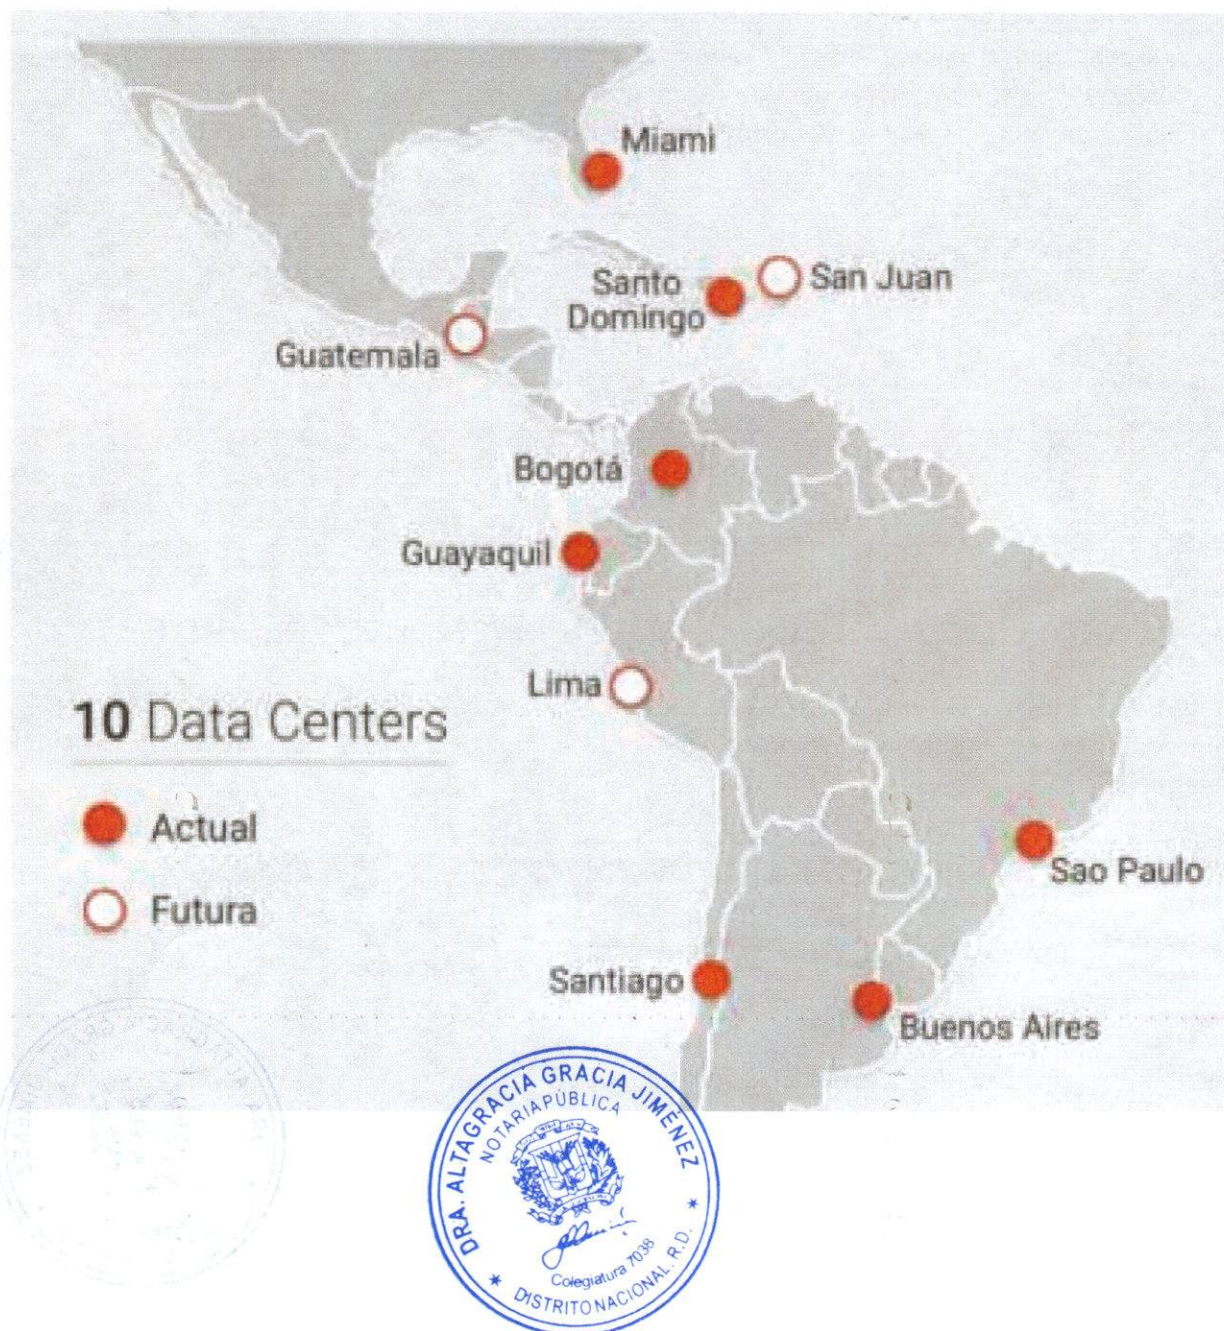 Miami
Santo
Domingo
San Juan
Guatemala
Bogotá
Guayaquil
Lima
10 Data Centers
Actual
Futura
Sao Paulo
Santiago
Buenos Aires
DRA. ALTAGRACIA GRACIA JIMENEZ
NOTARIA PÚBLICA
Colegiatura 7038
* DISTRITO NACIONAL, R.D. *